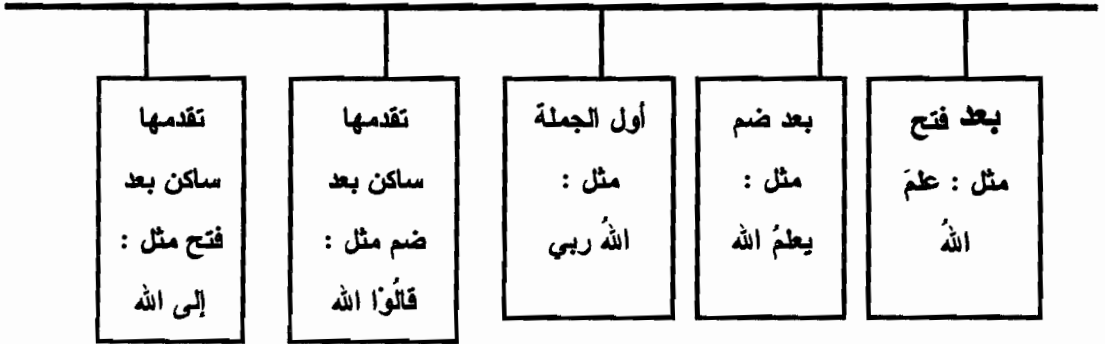 بعد فتح
مثل : علمَ
اللهُ
بعد ضم
مثل :
يعلمُ الله
أول الجملة
مثل :
اللهُ ربي
تقدمها
ساكن بعد
ضم مثل :
قالُوْا الله
تقدمها
ساكن بعد
فتح مثل :
إلى الله